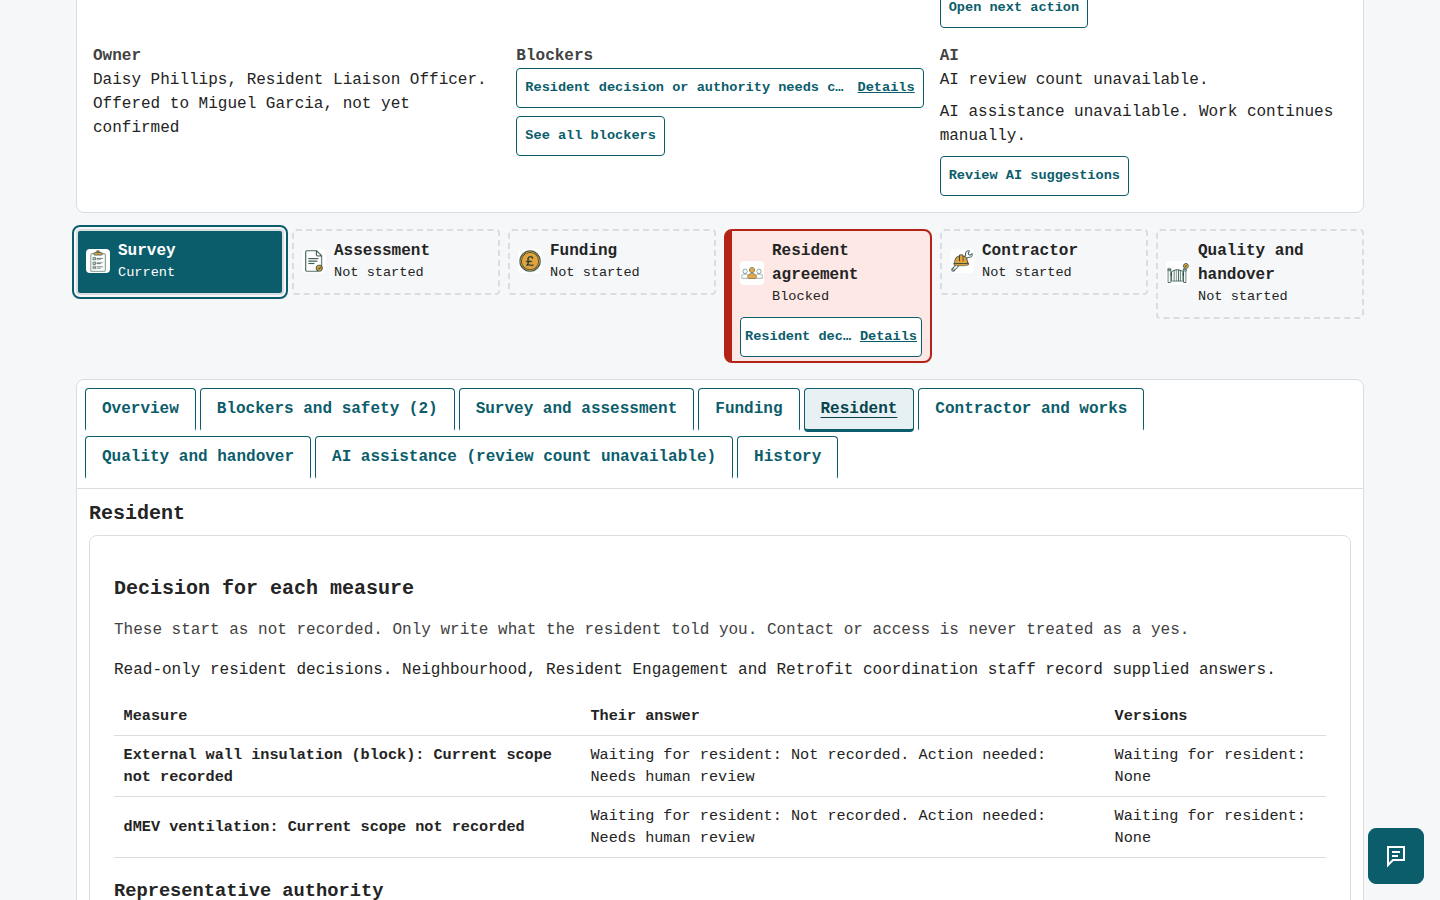 Open next action
Owner
Daisy Phillips, Resident Liaison Officer.
Offered to Miguel Garcia, not yet
confirmed
Blockers
Resident decision or authority needs c… Details
See all blockers
AI
AI review count unavailable.
AI assistance unavailable. Work continues
manually.
Review AI suggestions
Survey
Current
Assessment
Not started
Funding
Not started
Resident
agreement
Blocked
Resident dec… Details
Contractor
Not started
Quality and
handover
Not started
Overview
Blockers and safety (2)
Survey and assessment
Funding
Resident
Contractor and works
Quality and handover
AI assistance (review count unavailable)
History
Resident
Decision for each measure
These start as not recorded. Only write what the resident told you. Contact or access is never treated as a yes.
Read-only resident decisions. Neighbourhood, Resident Engagement and Retrofit coordination staff record supplied answers.
Measure Their answer Versions
External wall insulation (block): Current scope
not recorded
Waiting for resident: Not recorded. Action needed:
Needs human review
Waiting for resident:
None
dMEV ventilation: Current scope not recorded
Waiting for resident: Not recorded. Action needed:
Needs human review
Waiting for resident:
None
Representative authority